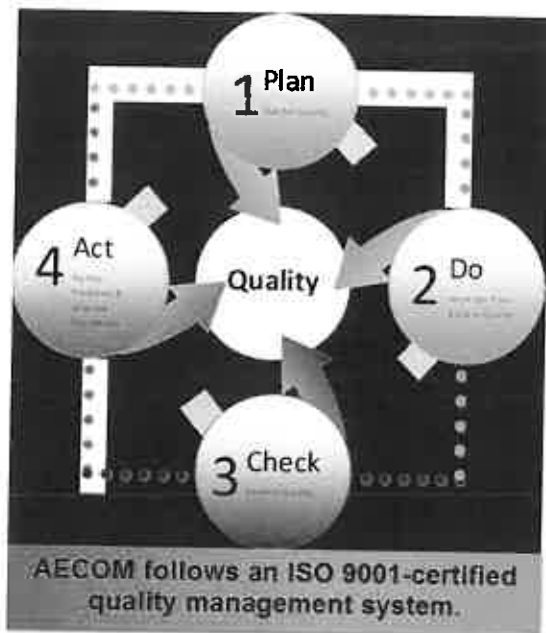 1 Plan
4 Act
Quality
2 Do
3 Check
AECOM follows an ISO 9001-certified
quality management system.